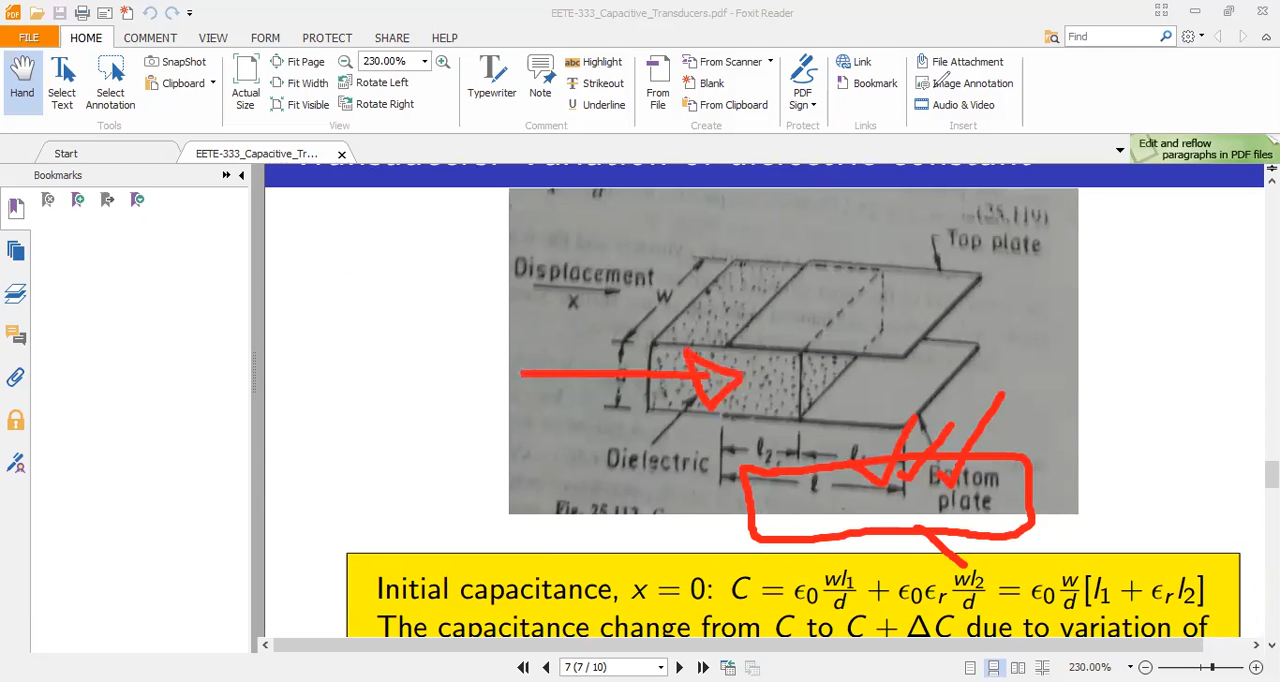 EETE-333_Capacitive_Transducers.pdf - Foxit Reader
FILE HOME COMMENT VIEW FORM PROTECT SHARE HELP
Find
Hand
Select Text
Select Annotation
SnapShot
Clipboard
Tools
Actual Size
Fit Page
Fit Width
Fit Visible
230.00%
Rotate Left
Rotate Right
View
Typewriter
Note
Highlight
Strikeout
Underline
Comment
From File
From Scanner
Blank
From Clipboard
Create
PDF Sign
Protect
Link
Bookmark
Links
File Attachment
Image Annotation
Audio & Video
Insert
Start
EETE-333_Capacitive_Tr...
Edit and reflow
paragraphs in PDF files
Bookmarks
(25.119)
Top plate
Displacement
x
w
Dielectric
l₂
l
Bottom
plate
Initial capacitance, x = 0: C = ϵ₀ wl₁/d + ϵ₀ϵᵣ wl₂/d = ϵ₀ w/d [l₁ + ϵᵣl₂]
The capacitance change from C to C + ΔC due to variation of
7 (7 / 10)
230.00%